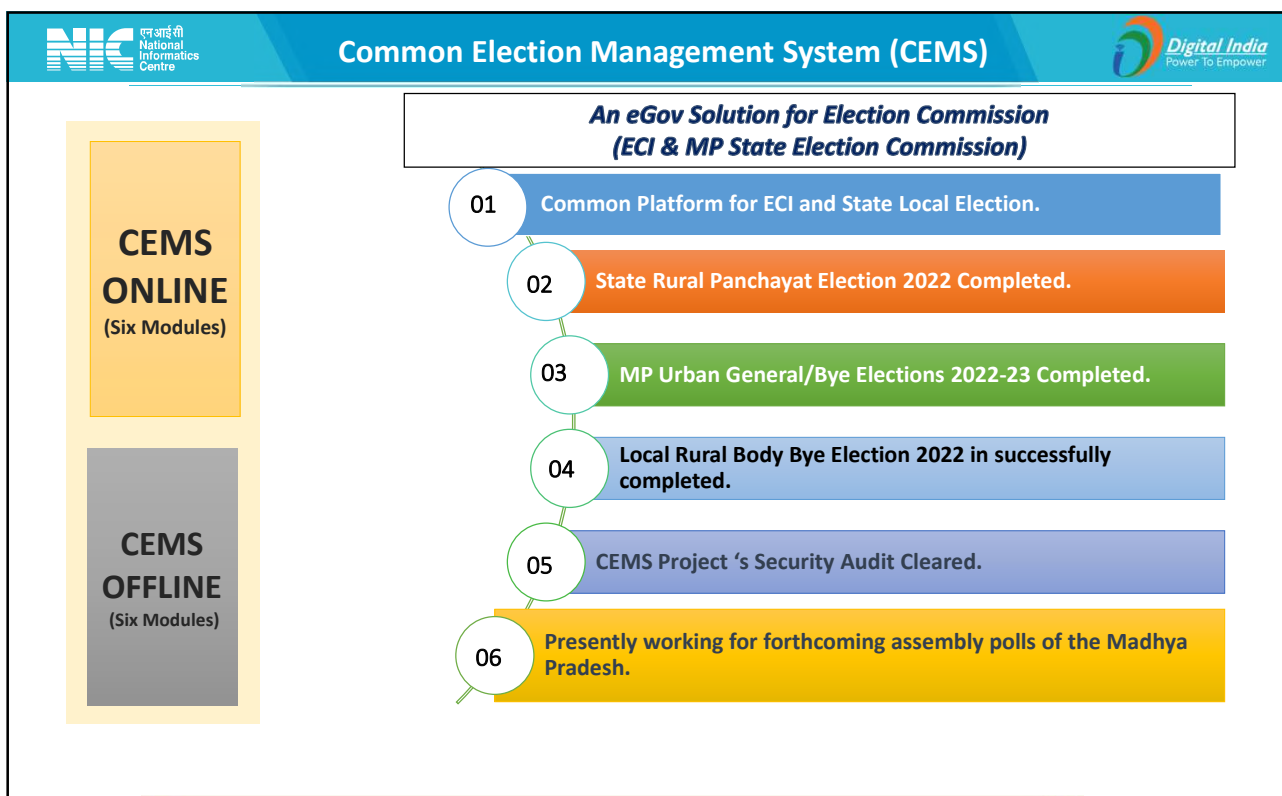 NIC
एन आई सी
National
Informatics
Centre
Common Election Management System (CEMS)
Digital India
Power To Empower
An eGov Solution for Election Commission
(ECI & MP State Election Commission)
CEMS
ONLINE
(Six Modules)
CEMS
OFFLINE
(Six Modules)
01
Common Platform for ECI and State Local Election.
02
State Rural Panchayat Election 2022 Completed.
03
MP Urban General/Bye Elections 2022-23 Completed.
04
Local Rural Body Bye Election 2022 in successfully
completed.
05
CEMS Project ‘s Security Audit Cleared.
06
Presently working for forthcoming assembly polls of the Madhya
Pradesh.